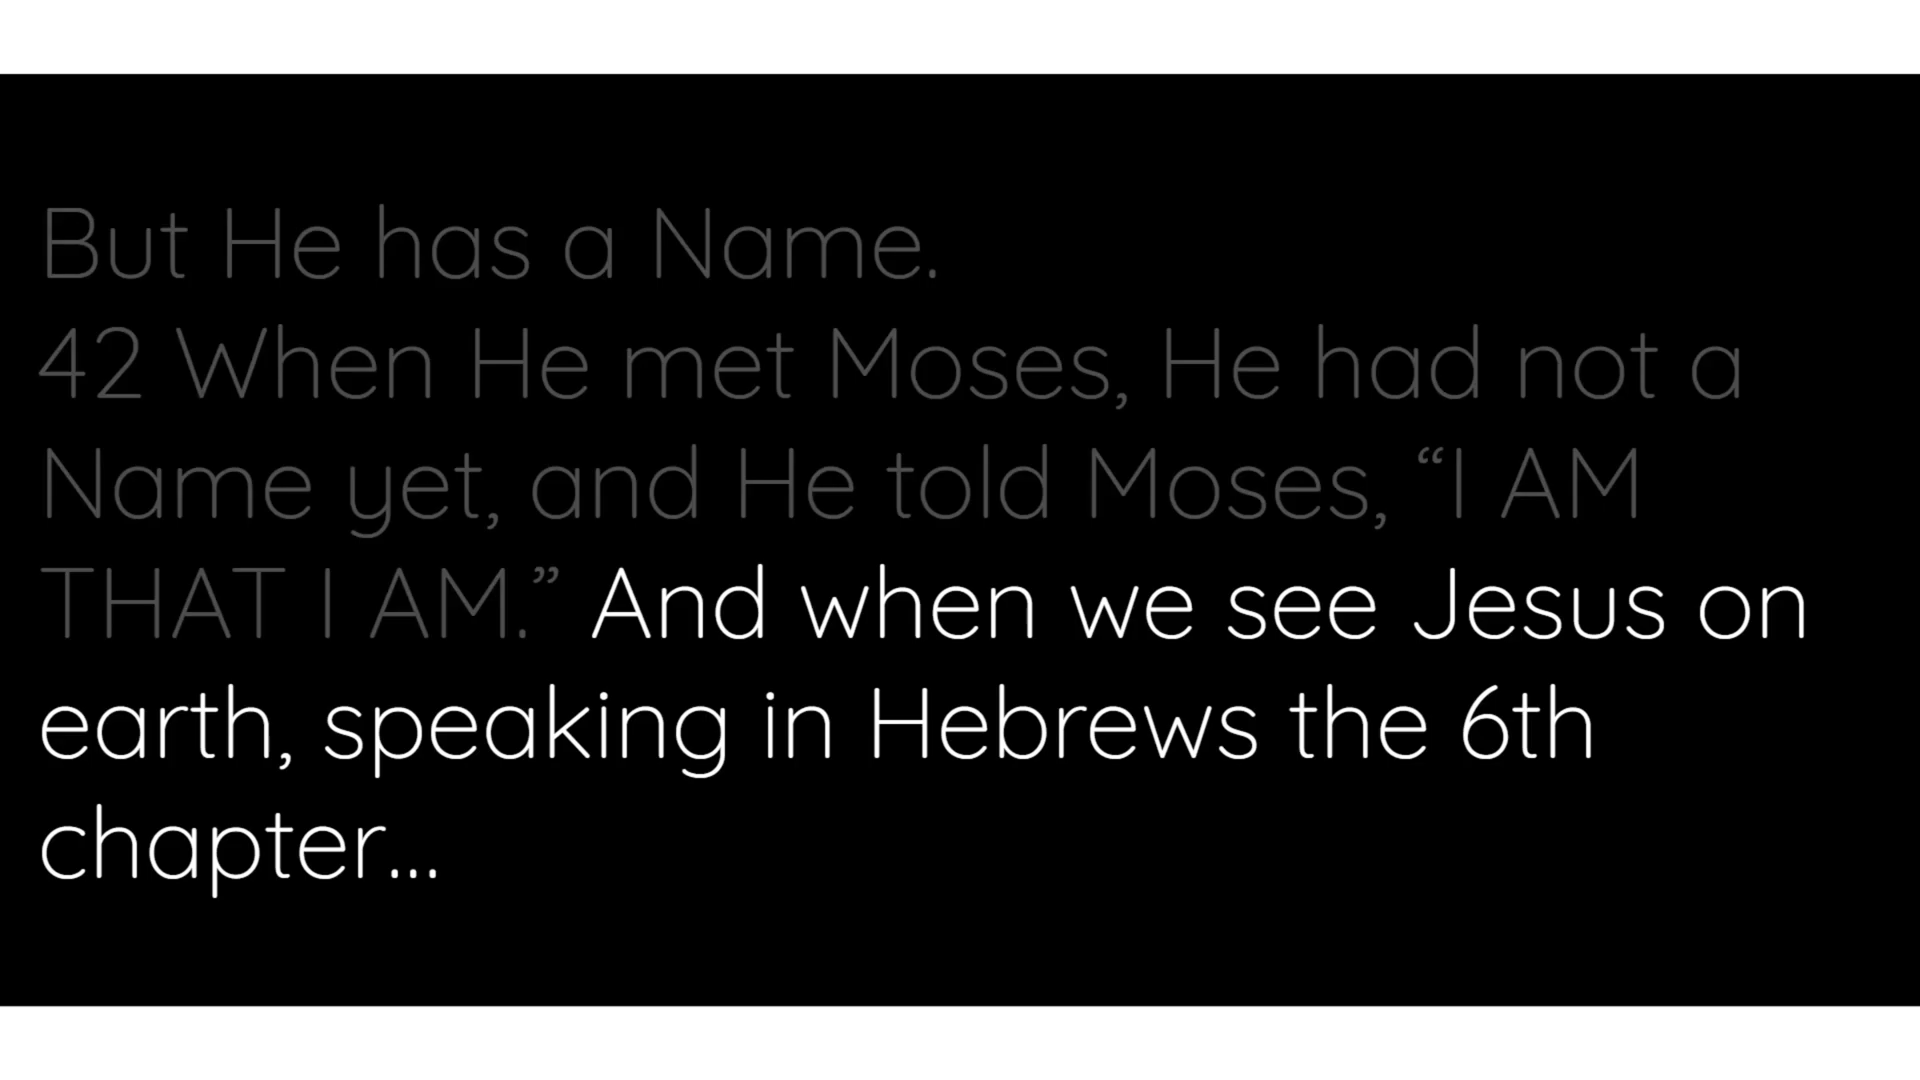 But He has a Name.
42 When He met Moses, He had not a
Name yet, and He told Moses, “I AM
THAT I AM.” And when we see Jesus on
earth, speaking in Hebrews the 6th
chapter...